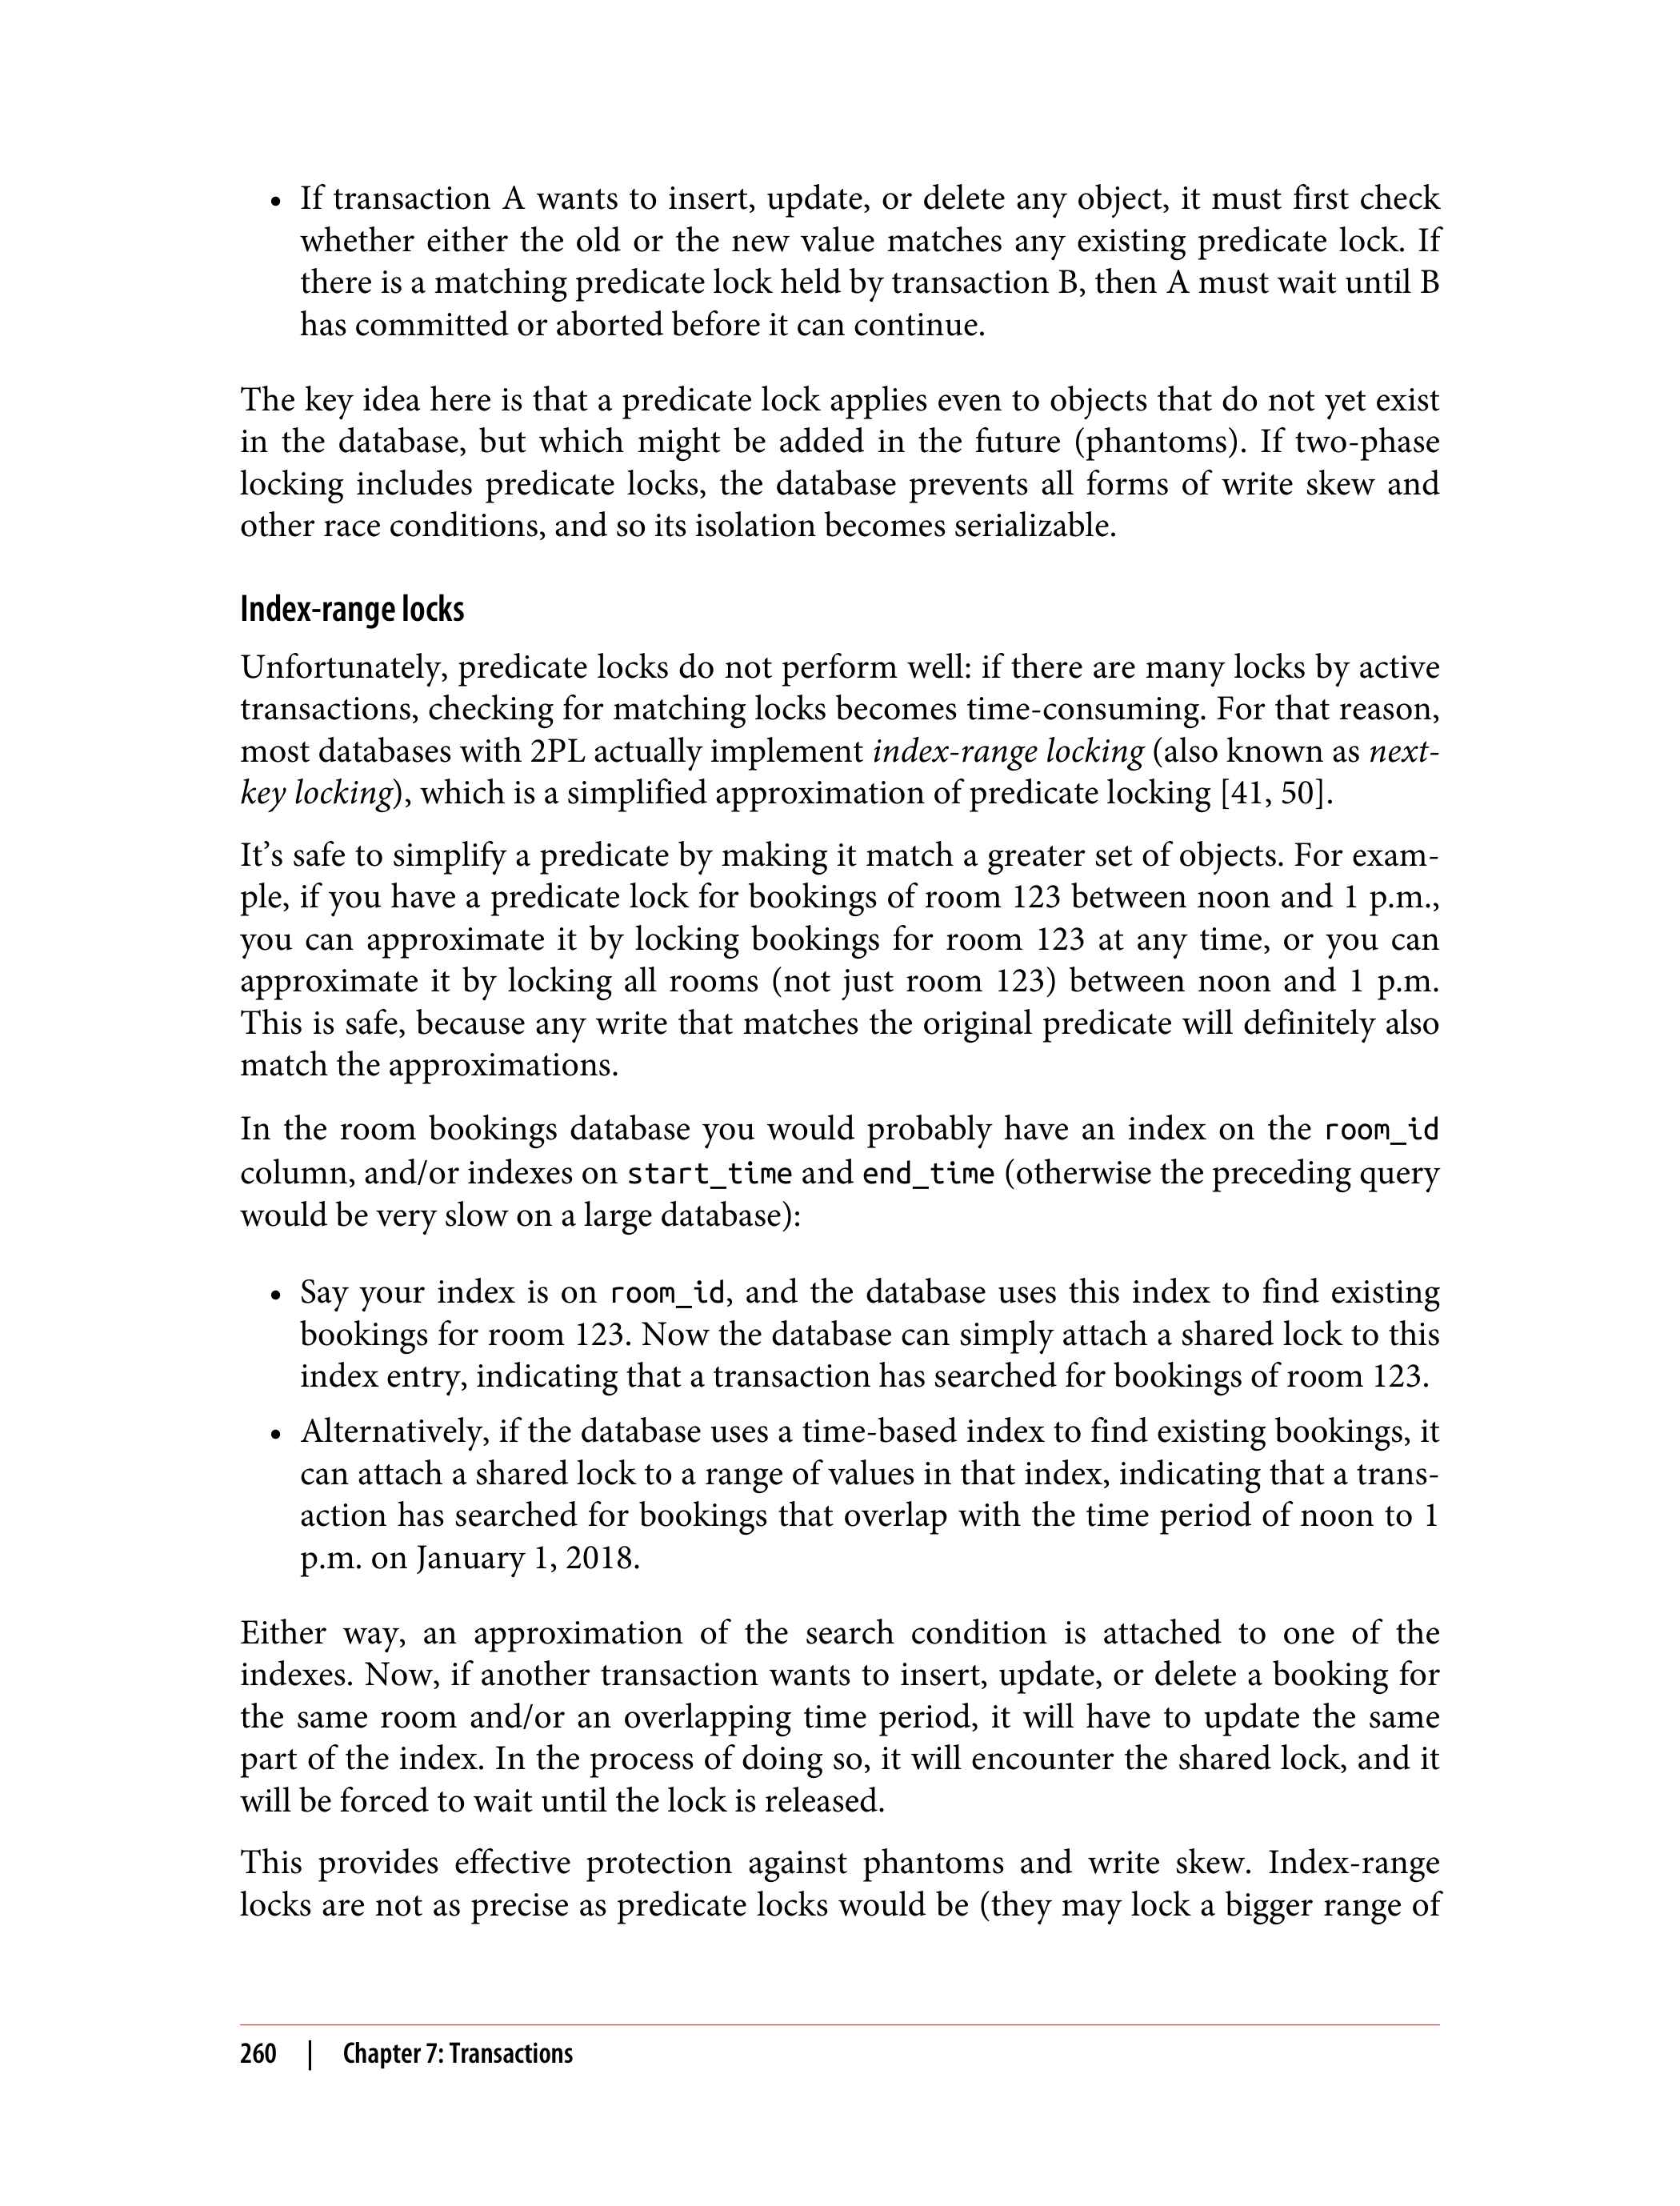 • If transaction A wants to insert, update, or delete any object, it must first check
whether either the old or the new value matches any existing predicate lock. If
there is a matching predicate lock held by transaction B, then A must wait until B
has committed or aborted before it can continue.
The key idea here is that a predicate lock applies even to objects that do not yet exist
in the database, but which might be added in the future (phantoms). If two-phase
locking includes predicate locks, the database prevents all forms of write skew and
other race conditions, and so its isolation becomes serializable.
Index-range locks
Unfortunately, predicate locks do not perform well: if there are many locks by active
transactions, checking for matching locks becomes time-consuming. For that reason,
most databases with 2PL actually implement index-range locking (also known as next-
key locking), which is a simplified approximation of predicate locking [41, 50].
It’s safe to simplify a predicate by making it match a greater set of objects. For exam-
ple, if you have a predicate lock for bookings of room 123 between noon and 1 p.m.,
you can approximate it by locking bookings for room 123 at any time, or you can
approximate it by locking all rooms (not just room 123) between noon and 1 p.m.
This is safe, because any write that matches the original predicate will definitely also
match the approximations.
In the room bookings database you would probably have an index on the room_id
column, and/or indexes on start_time and end_time (otherwise the preceding query
would be very slow on a large database):
• Say your index is on room_id, and the database uses this index to find existing
bookings for room 123. Now the database can simply attach a shared lock to this
index entry, indicating that a transaction has searched for bookings of room 123.
• Alternatively, if the database uses a time-based index to find existing bookings, it
can attach a shared lock to a range of values in that index, indicating that a trans-
action has searched for bookings that overlap with the time period of noon to 1
p.m. on January 1, 2018.
Either way, an approximation of the search condition is attached to one of the
indexes. Now, if another transaction wants to insert, update, or delete a booking for
the same room and/or an overlapping time period, it will have to update the same
part of the index. In the process of doing so, it will encounter the shared lock, and it
will be forced to wait until the lock is released.
This provides effective protection against phantoms and write skew. Index-range
locks are not as precise as predicate locks would be (they may lock a bigger range of
260 | Chapter 7: Transactions